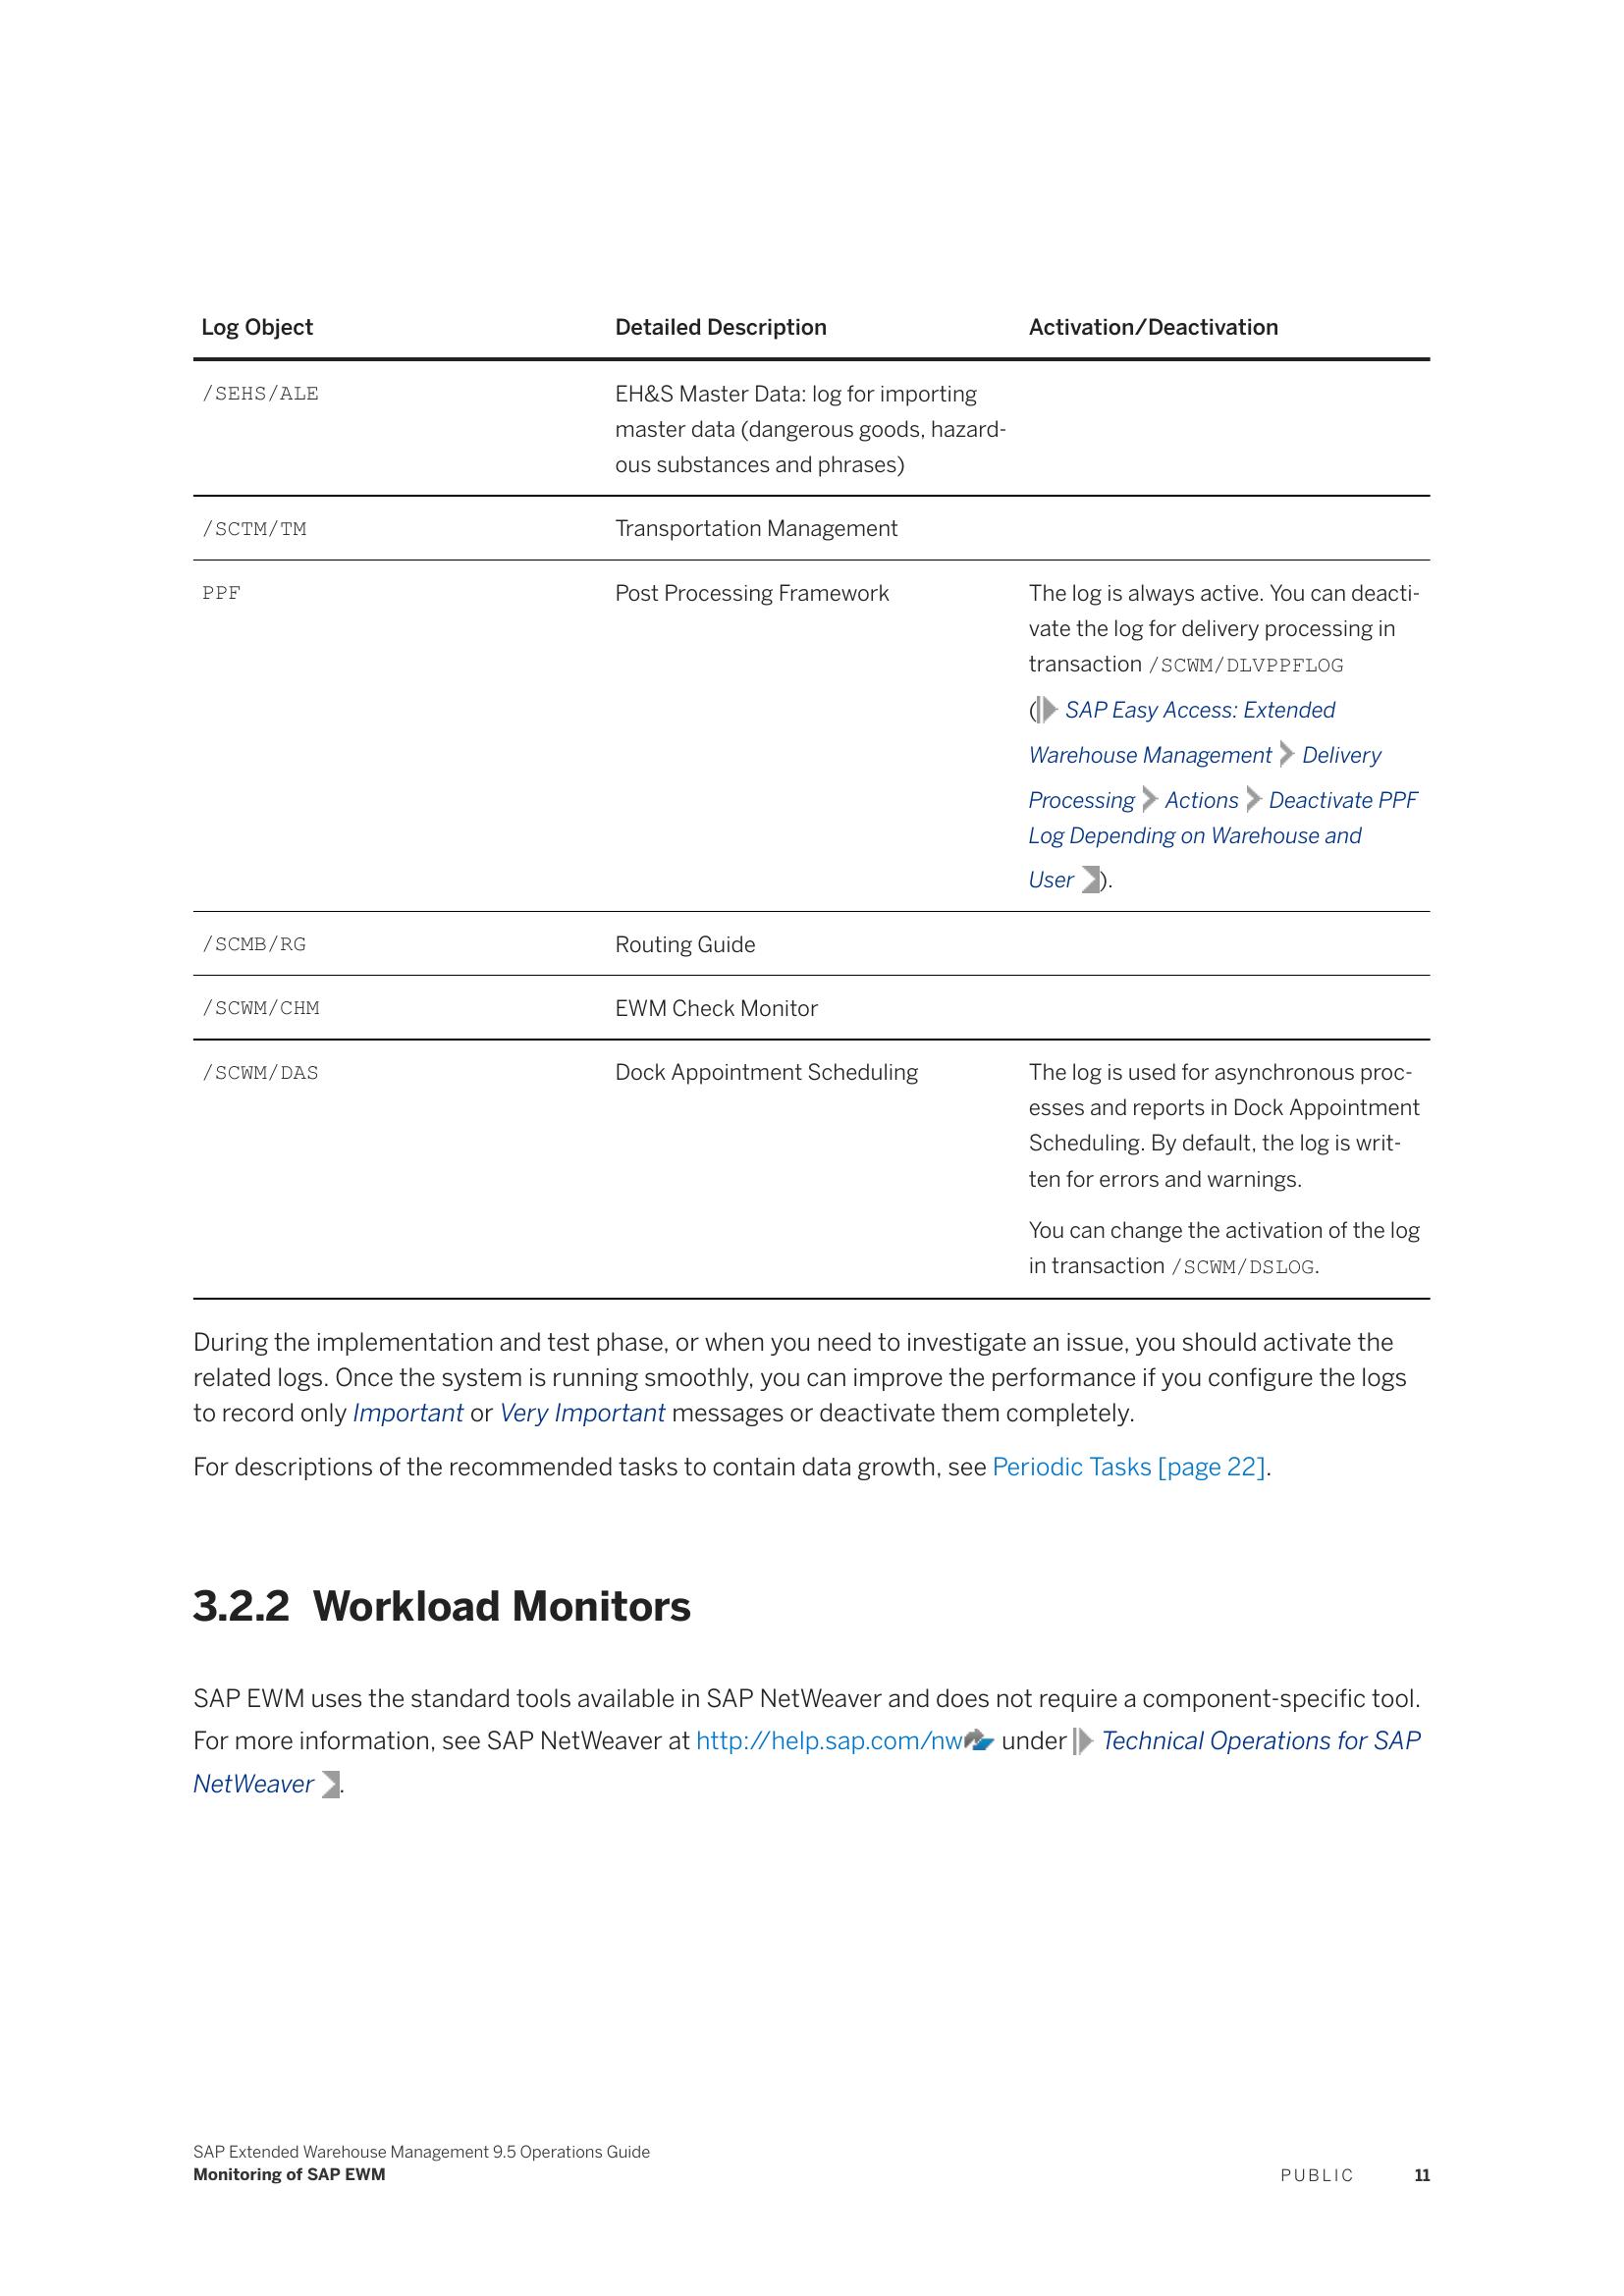 Log Object Detailed Description Activation/Deactivation
/SEHS/ALE EH&S Master Data: log for importing
master data (dangerous goods, hazard-
ous substances and phrases)
/SCTM/TM Transportation Management
PPF Post Processing Framework The log is always active. You can deacti-
vate the log for delivery processing in
transaction /SCWM/DLVPPFLOG
( SAP Easy Access: Extended
Warehouse Management Delivery
Processing Actions Deactivate PPF
Log Depending on Warehouse and
User ).
/SCMB/RG Routing Guide
/SCWM/CHM EWM Check Monitor
/SCWM/DAS Dock Appointment Scheduling The log is used for asynchronous proc-
esses and reports in Dock Appointment
Scheduling. By default, the log is writ-
ten for errors and warnings.
You can change the activation of the log
in transaction /SCWM/DSLOG.
During the implementation and test phase, or when you need to investigate an issue, you should activate the
related logs. Once the system is running smoothly, you can improve the performance if you configure the logs
to record only Important or Very Important messages or deactivate them completely.
For descriptions of the recommended tasks to contain data growth, see Periodic Tasks [page 22].
3.2.2 Workload Monitors
SAP EWM uses the standard tools available in SAP NetWeaver and does not require a component-specific tool.
For more information, see SAP NetWeaver at http://help.sap.com/nw under Technical Operations for SAP
NetWeaver .
SAP Extended Warehouse Management 9.5 Operations Guide
Monitoring of SAP EWM PUBLIC 11